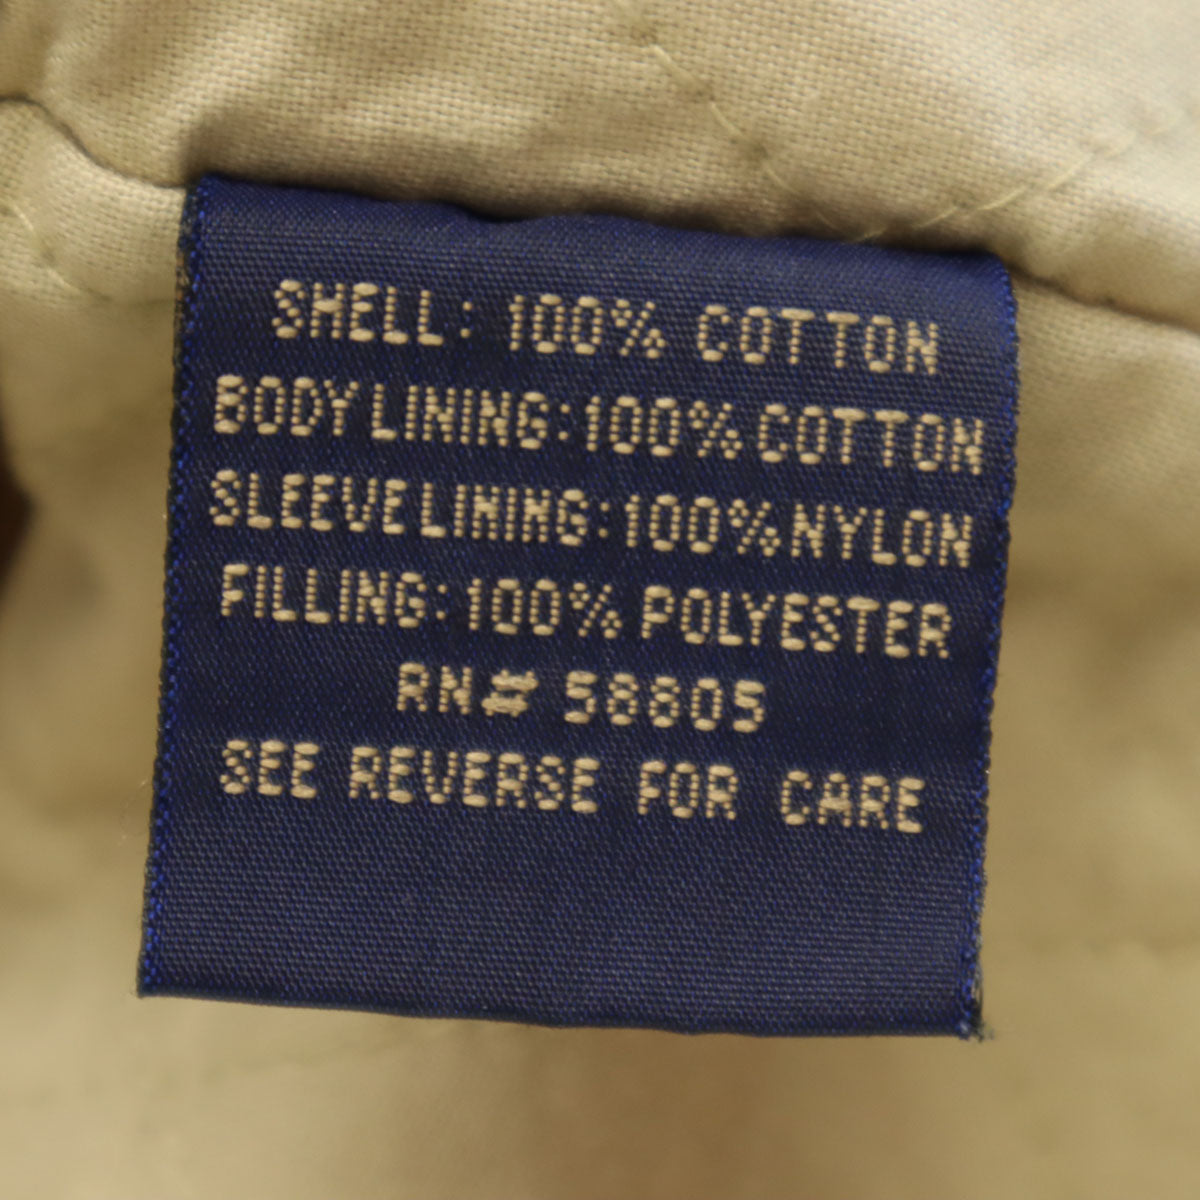 SHELL: 100% COTTON
BODY LINING: 100% COTTON
SLEEVE LINING: 100% NYLON
FILLING: 100% POLYESTER
RN# 58805
SEE REVERSE FOR CARE